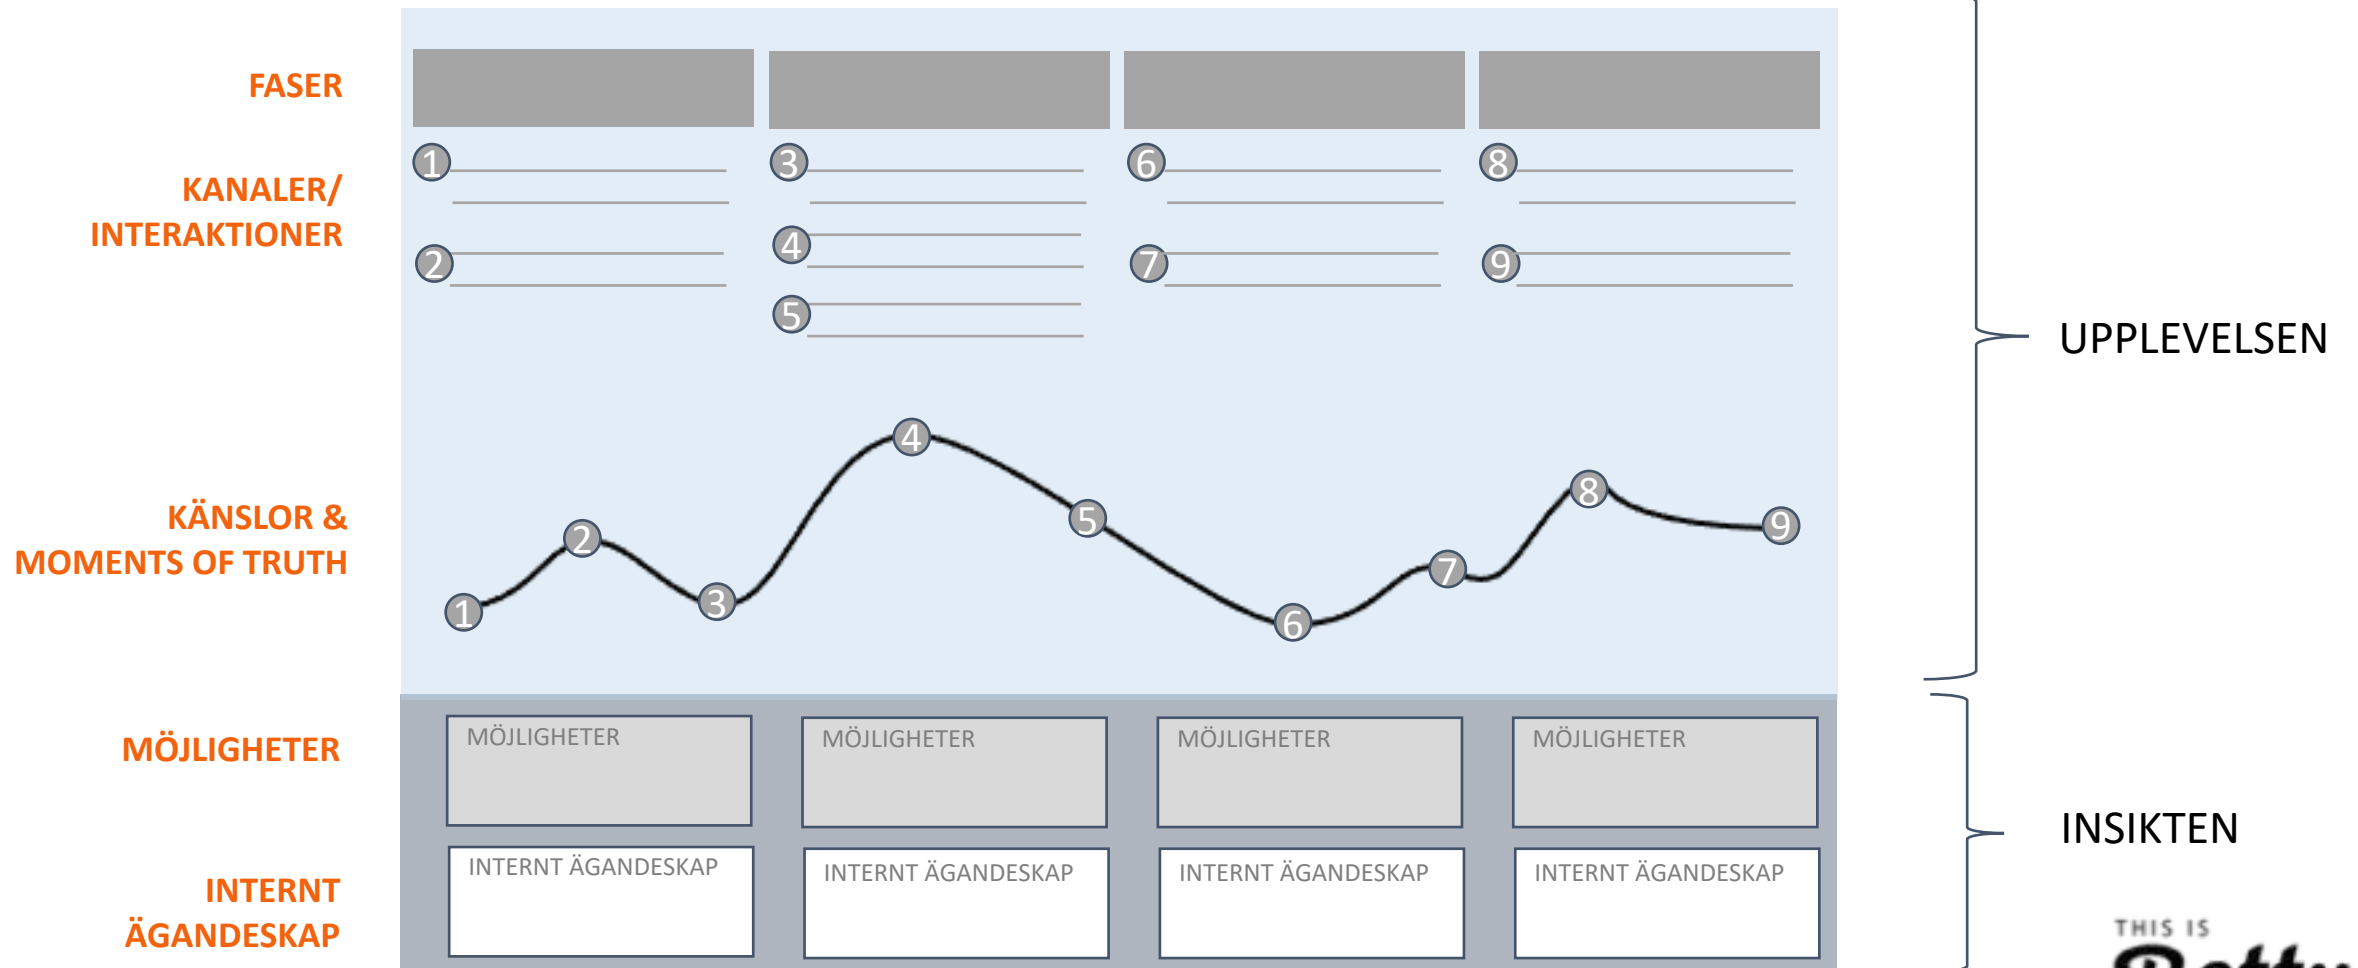 FASER
KANALER/
INTERAKTIONER
1
2
3
4
5
6
7
8
9
KÄNSLOR &
MOMENTS OF TRUTH
1
2
3
4
5
6
7
8
9
UPPLEVELSEN
MÖJLIGHETER
MÖJLIGHETER
MÖJLIGHETER
MÖJLIGHETER
MÖJLIGHETER
INTERNT
ÄGANDESKAP
INTERNT ÄGANDESKAP
INTERNT ÄGANDESKAP
INTERNT ÄGANDESKAP
INTERNT ÄGANDESKAP
INSIKTEN
THIS IS